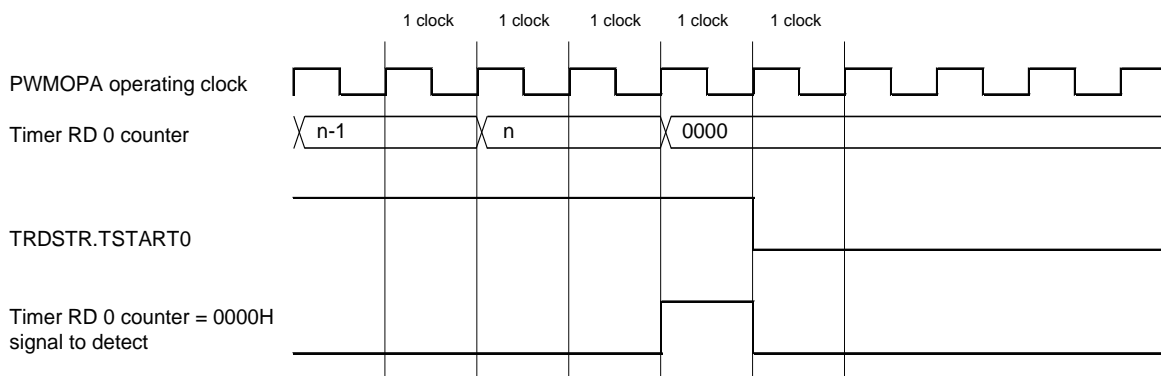 1 clock 1 clock 1 clock 1 clock 1 clock
PWMOPA operating clock
Timer RD 0 counter n-1 n 0000
TRDSTR.TSTART0
Timer RD 0 counter = 0000H
signal to detect